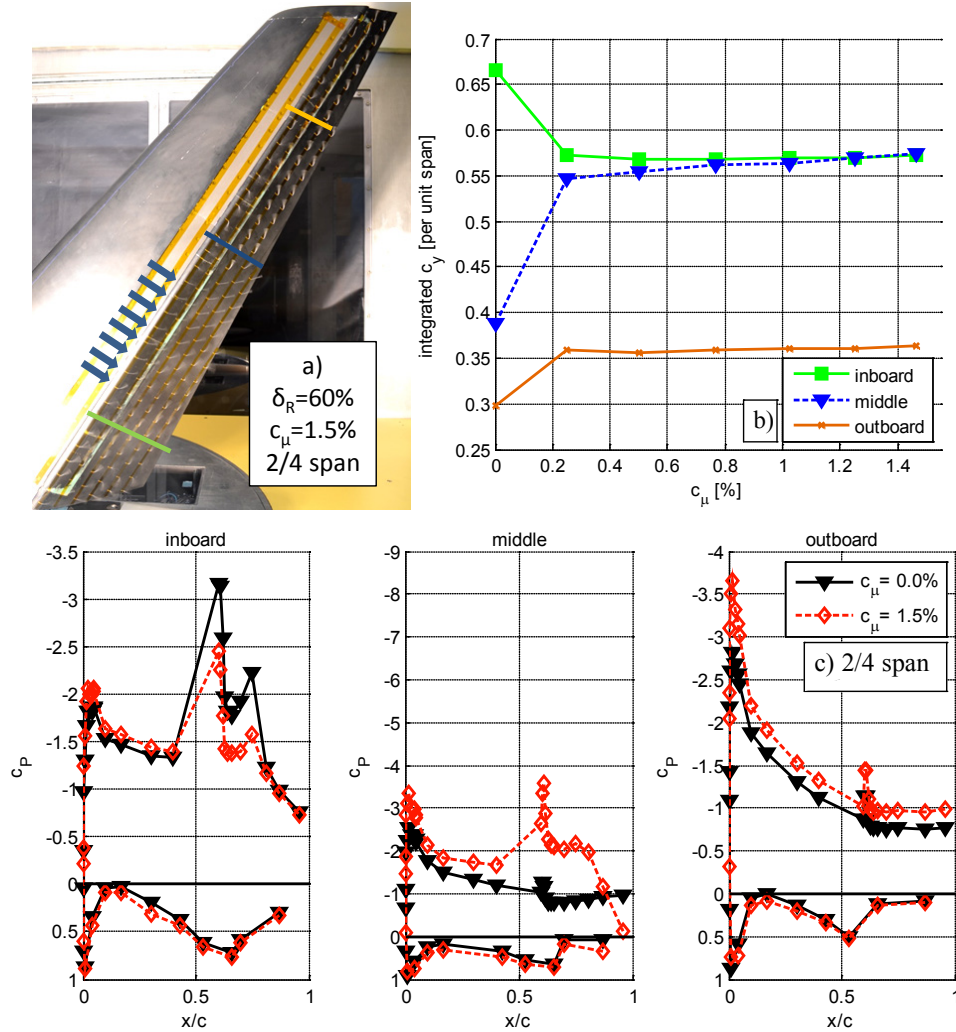 a)
δR=60%
cμ=1.5%
2/4 span
0.7
0.65
0.6
0.55
0.5
0.45
0.4
0.35
0.3
0.25
integrated cy [per unit span]
0 0.2 0.4 0.6 0.8 1 1.2 1.4
cμ [%]
b)
inboard
middle
outboard
inboard
-3.5
-3
-2.5
-2
-1.5
-1
-0.5
0
0.5
1
cP
0 0.5 1
x/c
middle
-9
-8
-7
-6
-5
-4
-3
-2
-1
0
1
cP
0 0.5 1
x/c
outboard
-4
-3.5
-3
-2.5
-2
-1.5
-1
-0.5
0
0.5
1
cP
0 0.5 1
x/c
cμ= 0.0%
cμ= 1.5%
c) 2/4 span